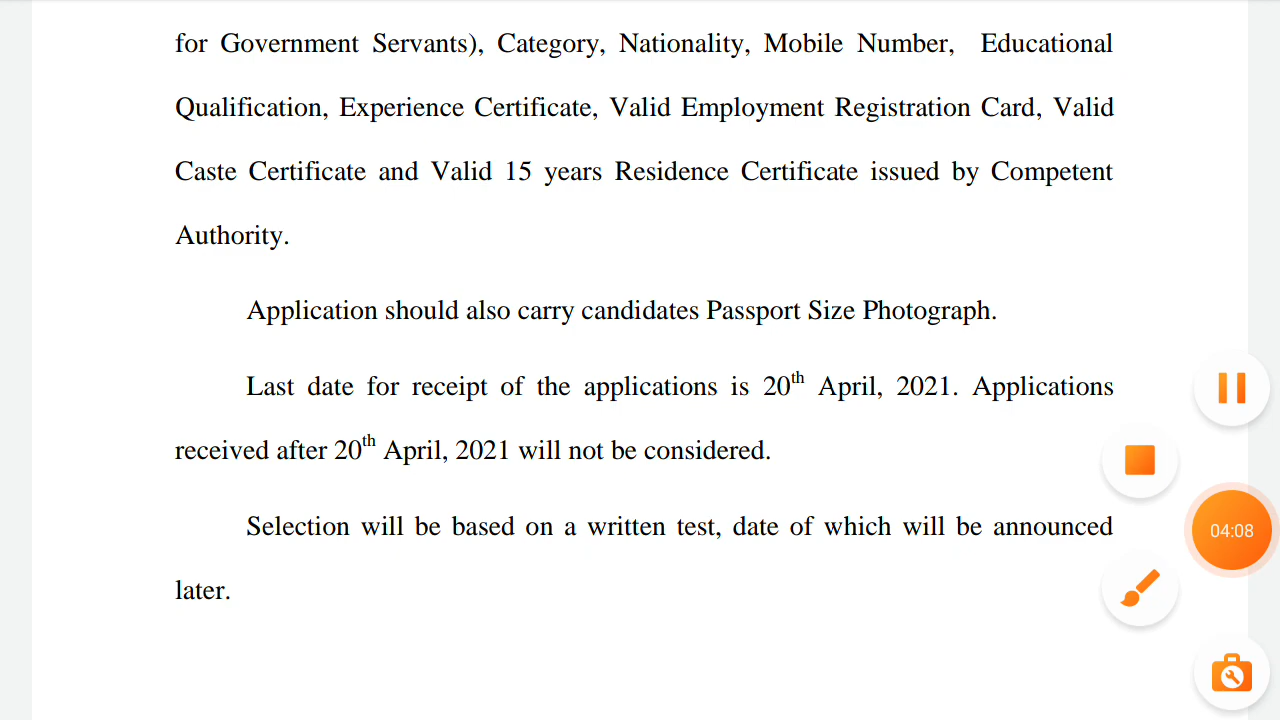 for Government Servants), Category, Nationality, Mobile Number, Educational
Qualification, Experience Certificate, Valid Employment Registration Card, Valid
Caste Certificate and Valid 15 years Residence Certificate issued by Competent
Authority.
Application should also carry candidates Passport Size Photograph.
Last date for receipt of the applications is 20th April, 2021. Applications
received after 20th April, 2021 will not be considered.
Selection will be based on a written test, date of which will be announced
later.
04:08